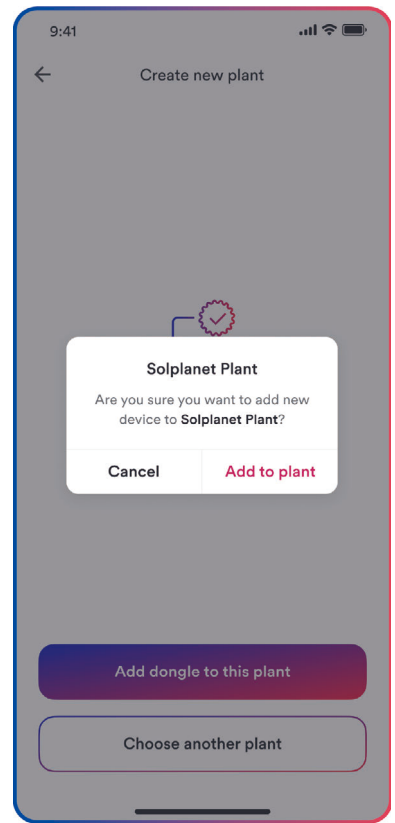 9:41
Create new plant
Solplanet Plant
Are you sure you want to add new
device to Solplanet Plant?
Cancel Add to plant
Add dongle to this plant
Choose another plant